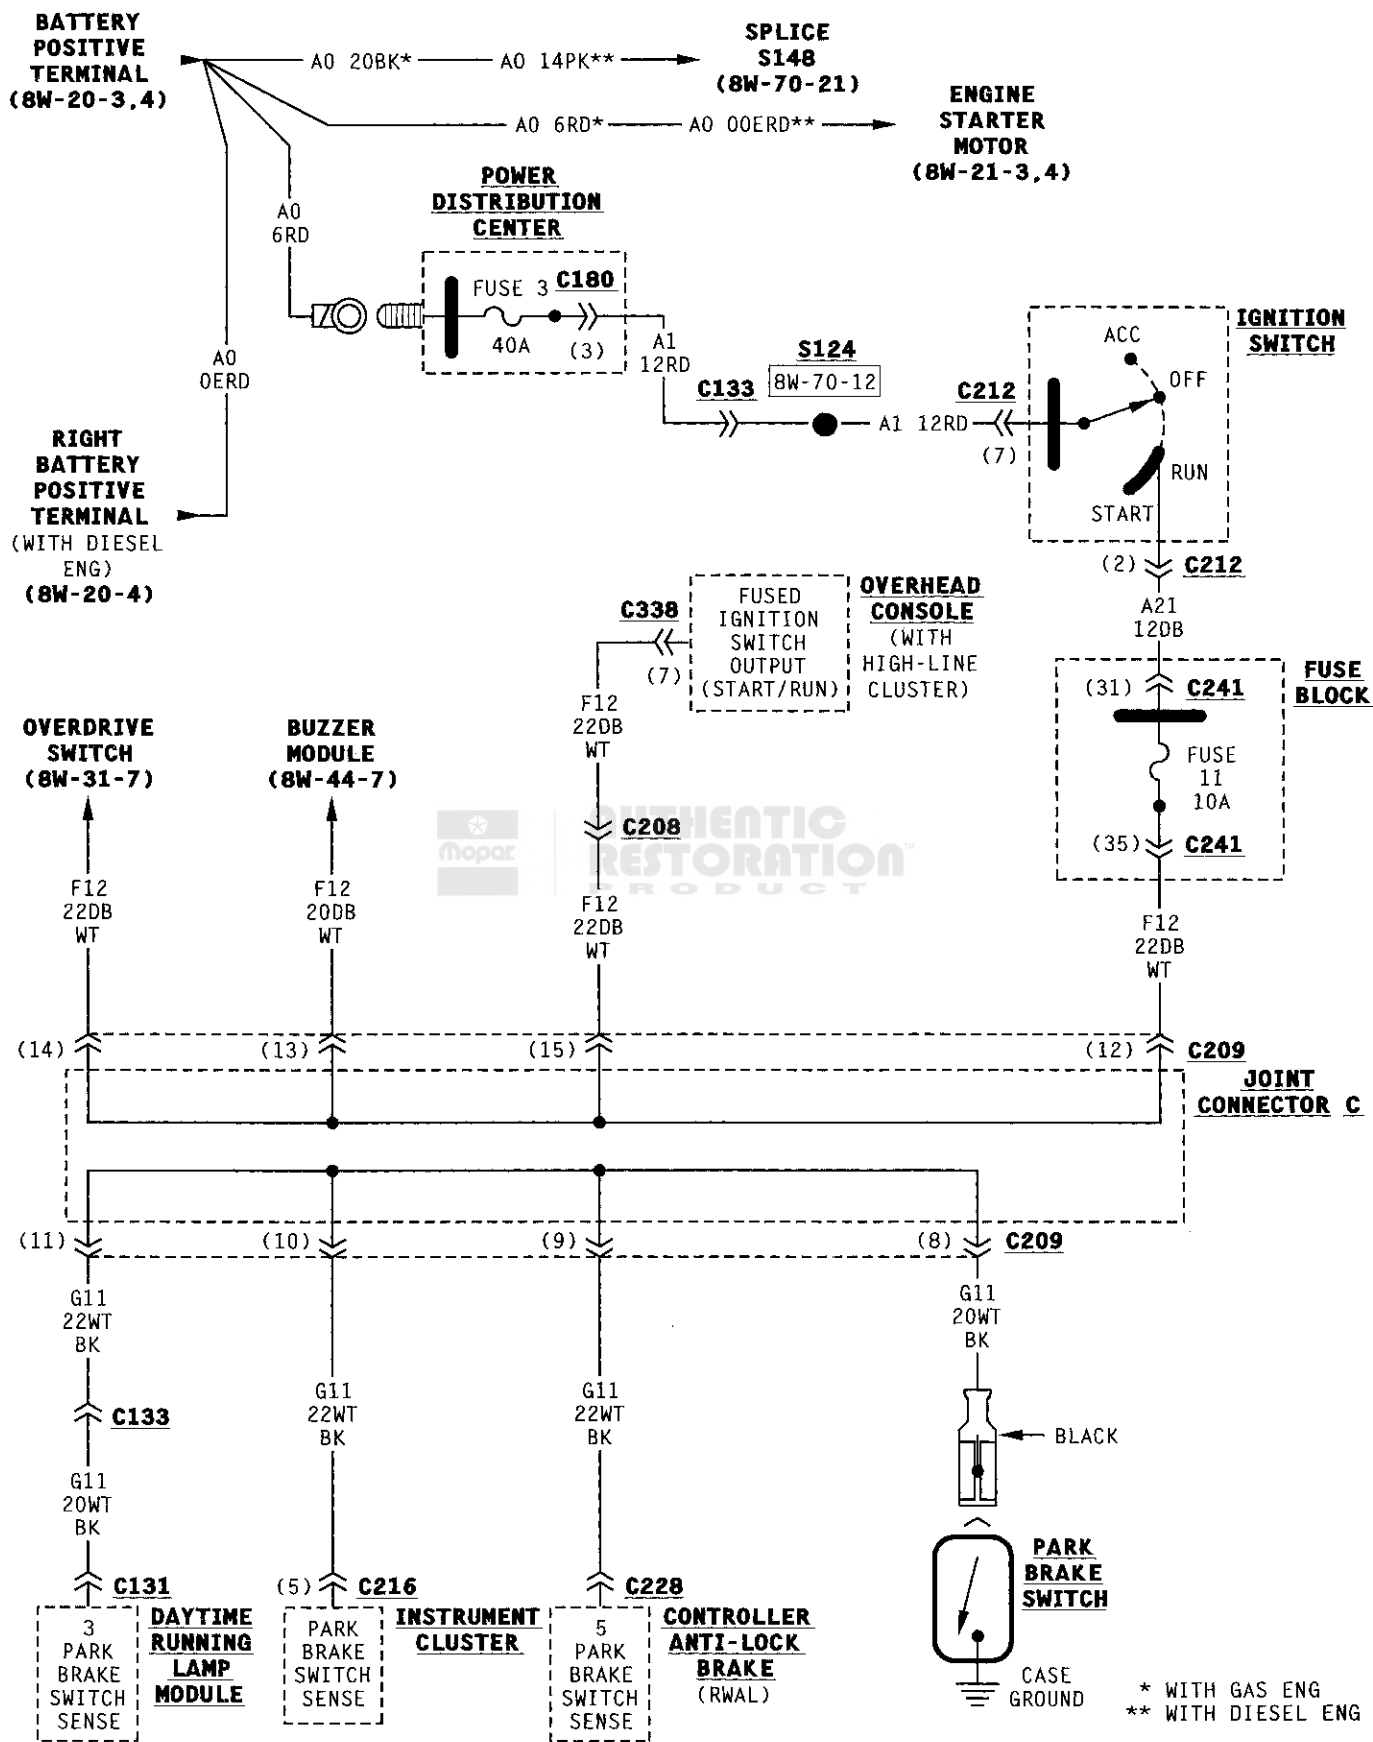 BATTERY
POSITIVE
TERMINAL
(8W-20-3,4)
A0 20BK*
A0 14PK**
SPLICE
S148
(8W-70-21)
A0 6RD*
A0 00ERD**
ENGINE
STARTER
MOTOR
(8W-21-3,4)
A0
6RD
POWER
DISTRIBUTION
CENTER
FUSE 3
C180
40A
(3)
A1
12RD
A0
0ERD
S124
8W-70-12
C133
A1 12RD
C212
(7)
IGNITION
SWITCH
ACC
OFF
RUN
START
RIGHT
BATTERY
POSITIVE
TERMINAL
(WITH DIESEL
ENG)
(8W-20-4)
(2)
C212
A21
12DB
C338
(7)
FUSED
IGNITION
SWITCH
OUTPUT
(START/RUN)
OVERHEAD
CONSOLE
(WITH
HIGH-LINE
CLUSTER)
(31)
C241
FUSE
BLOCK
FUSE
11
10A
(35)
C241
OVERDRIVE
SWITCH
(8W-31-7)
BUZZER
MODULE
(8W-44-7)
F12
22DB
WT
C208
Mopar
AUTHENTIC
RESTORATION™
PRODUCT
F12
22DB
WT
F12
20DB
WT
F12
22DB
WT
F12
22DB
WT
(14)
(13)
(15)
(12)
C209
JOINT
CONNECTOR C
(11)
(10)
(9)
(8)
C209
G11
22WT
BK
G11
20WT
BK
C133
G11
22WT
BK
G11
22WT
BK
BLACK
G11
20WT
BK
C131
(5)
C216
C228
PARK
BRAKE
SWITCH
3
PARK
BRAKE
SWITCH
SENSE
DAYTIME
RUNNING
LAMP
MODULE
PARK
BRAKE
SWITCH
SENSE
INSTRUMENT
CLUSTER
5
PARK
BRAKE
SWITCH
SENSE
CONTROLLER
ANTI-LOCK
BRAKE
(RWAL)
CASE
GROUND
* WITH GAS ENG
** WITH DIESEL ENG